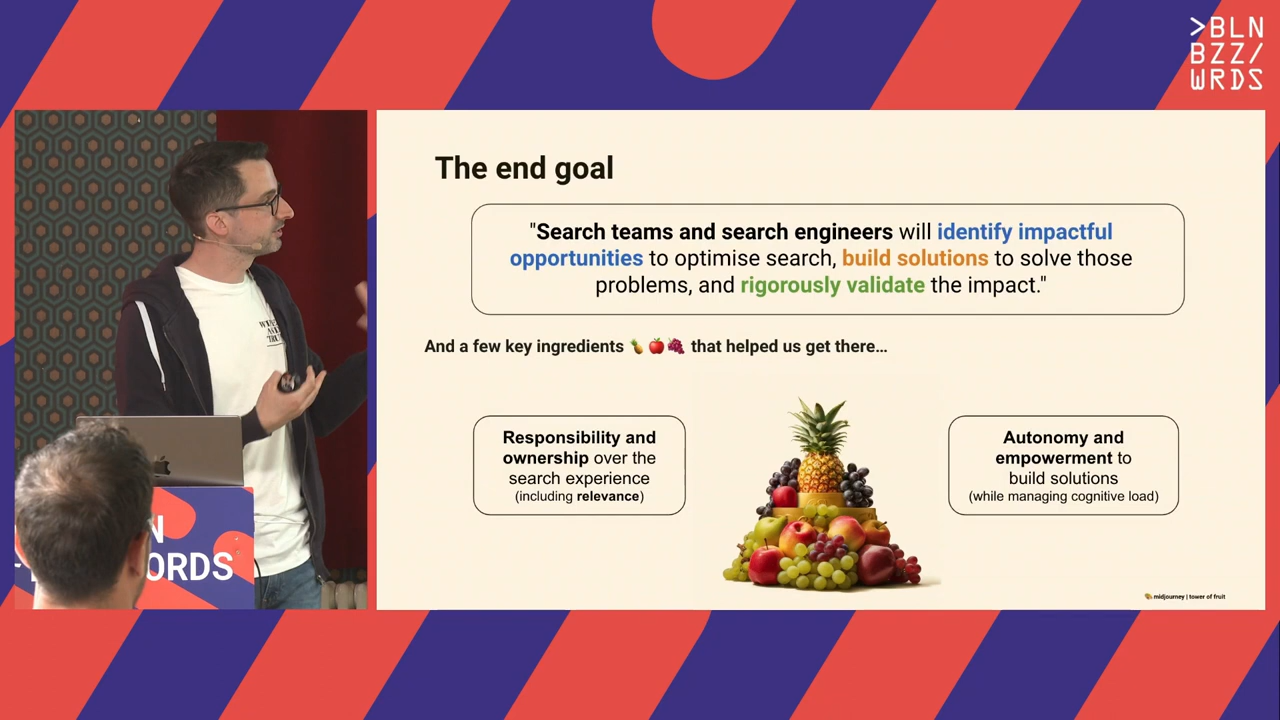 >BLN
BZZ/
WRDS
The end goal
"Search teams and search engineers will identify impactful
opportunities to optimise search, build solutions to solve those
problems, and rigorously validate the impact."
And a few key ingredients 🍍🍎🍇 that helped us get there…
Responsibility and
ownership over the
search experience
(including relevance)
Autonomy and
empowerment to
build solutions
(while managing cognitive load)
midjourney | tower of fruit
N
ORDS